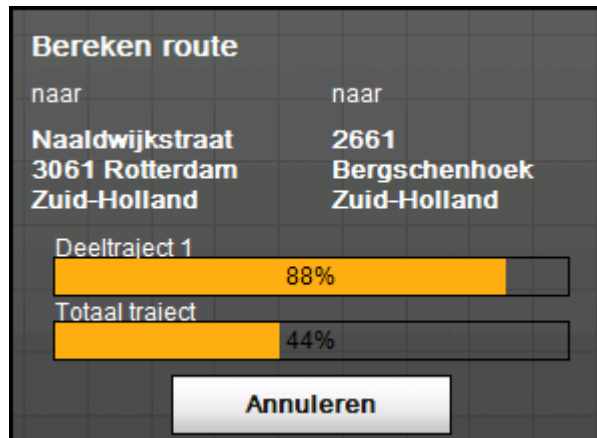 Bereken route
naar
Naaldwijkstraat
3061 Rotterdam
Zuid-Holland
naar
2661
Bergschenhoek
Zuid-Holland
Deeltraject 1
88%
Totaal traject
44%
Annuleren